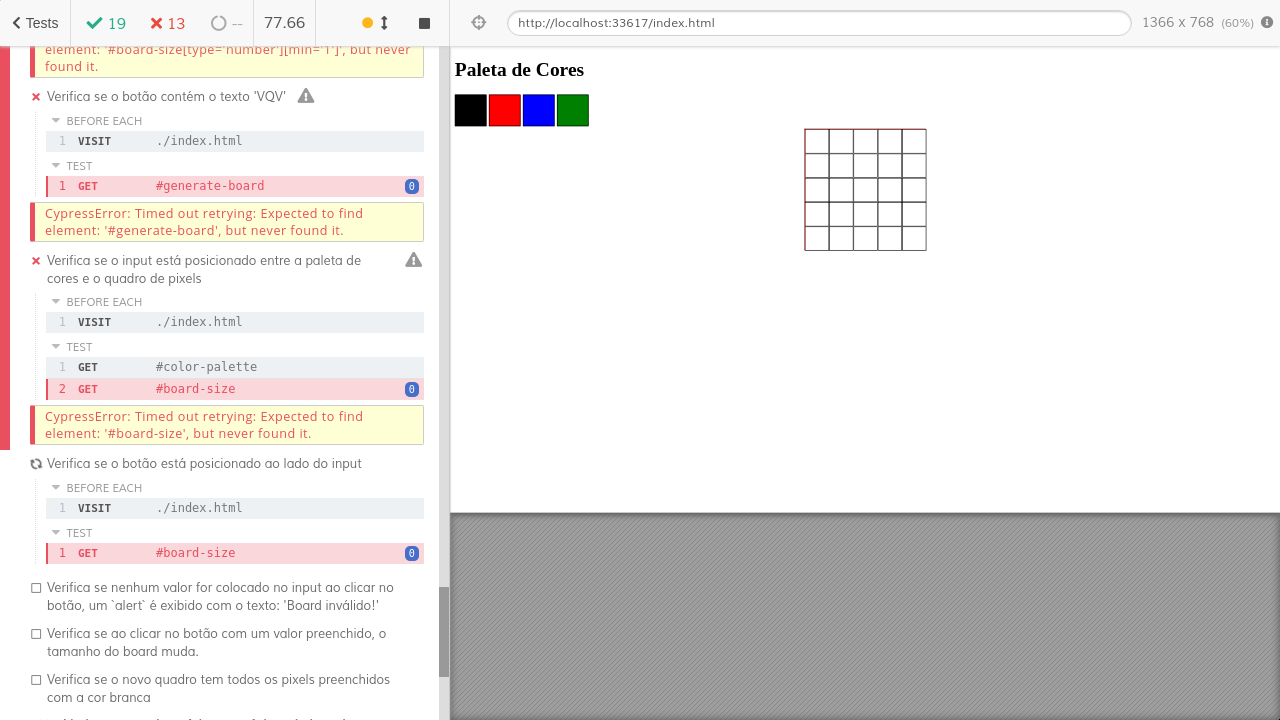 Tests 19 13 -- 77.66 http://localhost:33617/index.html 1366 x 768 (60%)
element: '#board-size[type='number'][min='1']', but never
found it.
Verifica se o botão contém o texto 'VQV'
BEFORE EACH
1 VISIT ./index.html
TEST
1 GET #generate-board 0
CypressError: Timed out retrying: Expected to find
element: '#generate-board', but never found it.
Verifica se o input está posicionado entre a paleta de
cores e o quadro de pixels
BEFORE EACH
1 VISIT ./index.html
TEST
1 GET #color-palette
2 GET #board-size 0
CypressError: Timed out retrying: Expected to find
element: '#board-size', but never found it.
Verifica se o botão está posicionado ao lado do input
BEFORE EACH
1 VISIT ./index.html
TEST
1 GET #board-size 0
Verifica se nenhum valor for colocado no input ao clicar no
botão, um `alert` é exibido com o texto: 'Board inválido!'
Verifica se ao clicar no botão com um valor preenchido, o
tamanho do board muda.
Verifica se o novo quadro tem todos os pixels preenchidos
com a cor branca
Paleta de Cores